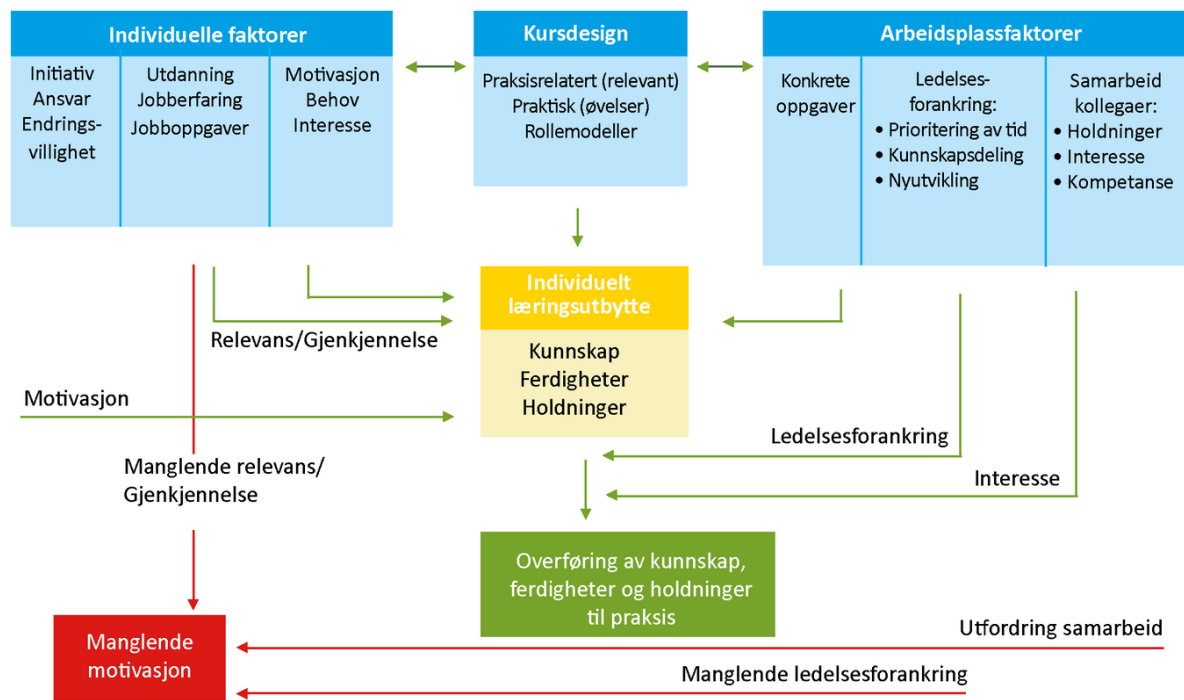 Individuelle faktorer
Initiativ
Ansvar
Endrings-
villighet
Utdanning
Jobberfaring
Jobboppgaver
Motivasjon
Behov
Interesse
Kursdesign
Praksisrelatert (relevant)
Praktisk (øvelser)
Rollemodeller
Arbeidsplassfaktorer
Konkrete
oppgaver
Ledelses-
forankring:
• Prioritering av tid
• Kunnskapsdeling
• Nyutvikling
Samarbeid
kollegaer:
• Holdninger
• Interesse
• Kompetanse
Individuelt
læringsutbytte
Kunnskap
Ferdigheter
Holdninger
Relevans/Gjenkjennelse
Motivasjon
Manglende relevans/
Gjenkjennelse
Ledelsesforankring
Interesse
Overføring av kunnskap,
ferdigheter og holdninger
til praksis
Manglende
motivasjon
Utfordring samarbeid
Manglende ledelsesforankring